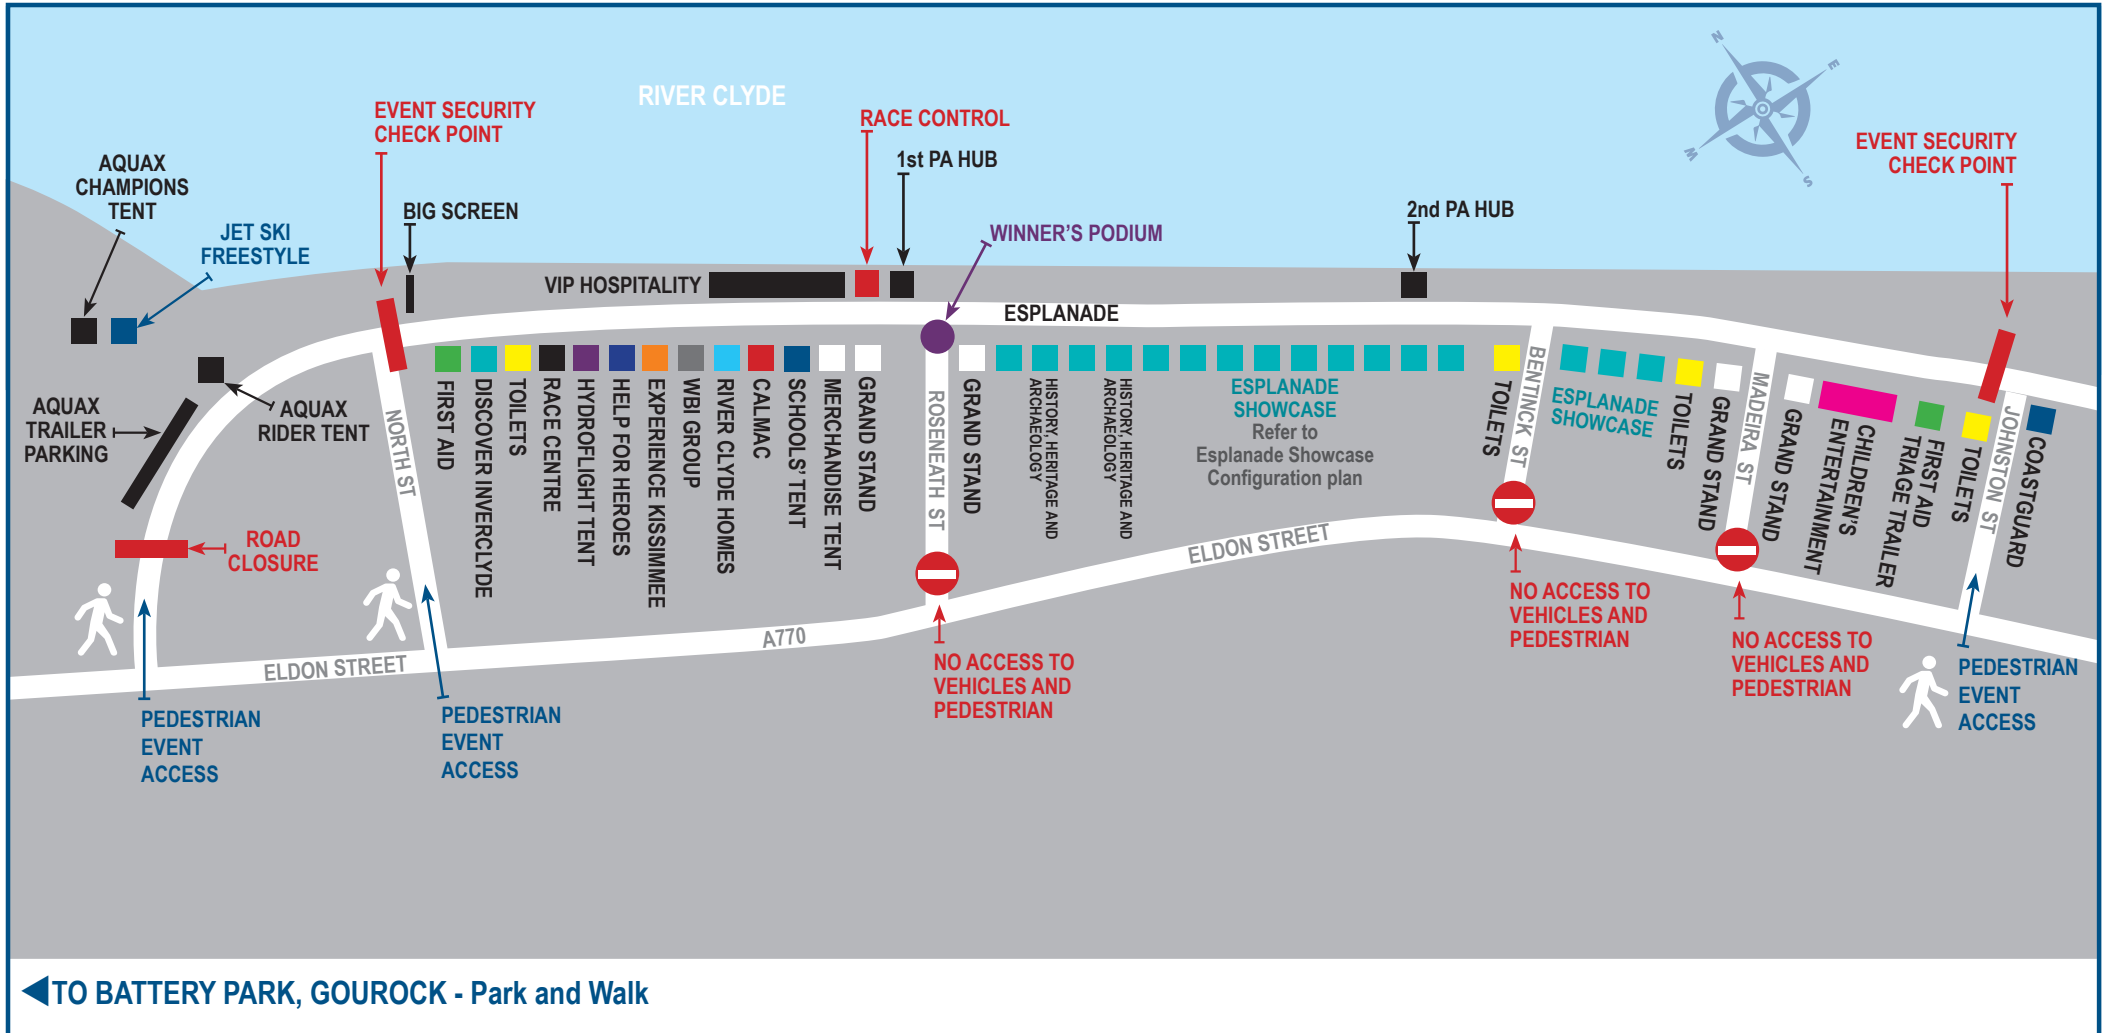 RIVER CLYDE
N
E
W
S
EVENT SECURITY
CHECK POINT
RACE CONTROL
1st PA HUB
EVENT SECURITY
CHECK POINT
AQUAX
CHAMPIONS
TENT
JET SKI
FREESTYLE
BIG SCREEN
WINNER'S PODIUM
2nd PA HUB
VIP HOSPITALITY
ESPLANADE
AQUAX
TRAILER
PARKING
AQUAX
RIDER TENT
NORTH ST
FIRST AID
DISCOVER INVERCLYDE
TOILETS
RACE CENTRE
HYDROFLIGHT TENT
HELP FOR HEROES
EXPERIENCE KISSIMMEE
WBI GROUP
RIVER CLYDE HOMES
CALMAC
SCHOOLS' TENT
MERCHANDISE TENT
GRAND STAND
ROSENEATH ST
GRAND STAND
HISTORY, HERITAGE AND
ARCHAEOLOGY
HISTORY, HERITAGE AND
ARCHAEOLOGY
ESPLANADE
SHOWCASE
Refer to
Esplanade Showcase
Configuration plan
TOILETS
BENTINCK ST
ESPLANADE
SHOWCASE
TOILETS
GRAND STAND
MADEIRA ST
GRAND STAND
CHILDREN'S
ENTERTAINMENT
FIRST AID
TRIAGE TRAILER
TOILETS
JOHNSTON ST
COASTGUARD
ROAD
CLOSURE
ELDON STREET
A770
ELDON STREET
PEDESTRIAN
EVENT
ACCESS
PEDESTRIAN
EVENT
ACCESS
NO ACCESS TO
VEHICLES AND
PEDESTRIAN
NO ACCESS TO
VEHICLES AND
PEDESTRIAN
NO ACCESS TO
VEHICLES AND
PEDESTRIAN
PEDESTRIAN
EVENT
ACCESS
TO BATTERY PARK, GOUROCK - Park and Walk